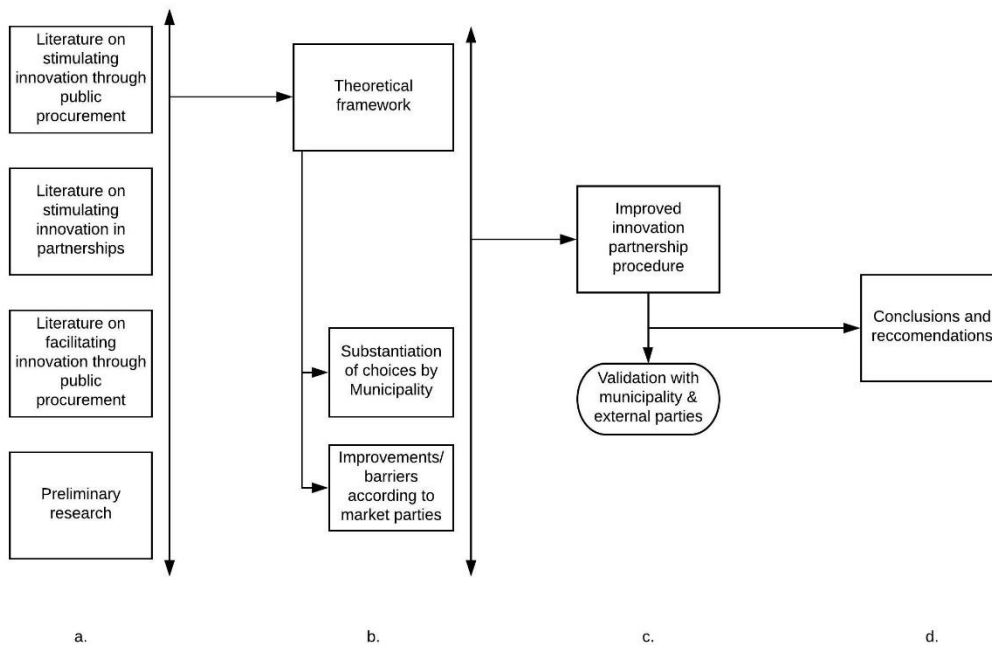 Literature on
stimulating
innovation through
public
procurement
Literature on
stimulating
innovation in
partnerships
Literature on
facilitating
innovation through
public
procurement
Preliminary
research
Theoretical
framework
Substantiation
of choices by
Municipality
Improvements/
barriers
according to
market parties
Improved
innovation
partnership
procedure
Validation with
municipality &
external parties
Conclusions and
reccomendations
a.
b.
c.
d.